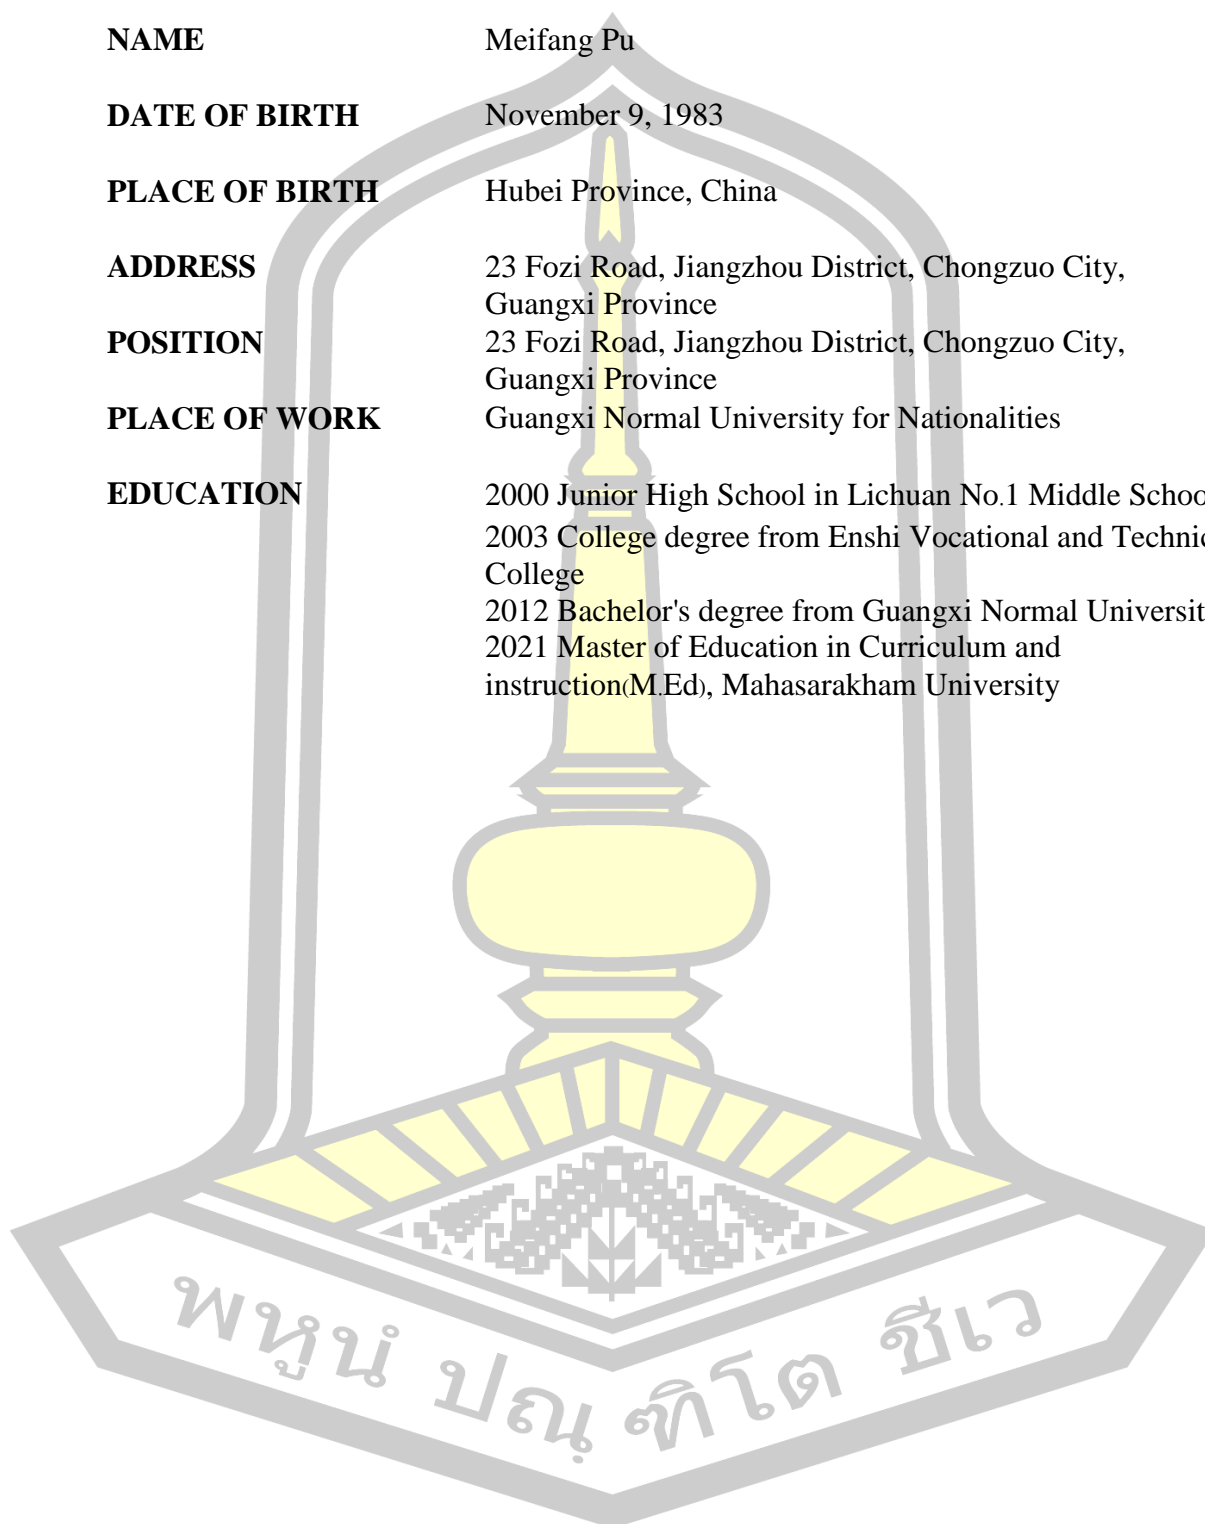 NAME Meifang Pu
DATE OF BIRTH November 9, 1983
PLACE OF BIRTH Hubei Province, China
ADDRESS 23 Fozi Road, Jiangzhou District, Chongzuo City,
Guangxi Province
POSITION 23 Fozi Road, Jiangzhou District, Chongzuo City,
Guangxi Province
PLACE OF WORK Guangxi Normal University for Nationalities
EDUCATION 2000 Junior High School in Lichuan No.1 Middle Schoo
2003 College degree from Enshi Vocational and Technic
College
2012 Bachelor's degree from Guangxi Normal Universit
2021 Master of Education in Curriculum and
instruction(M.Ed), Mahasarakham University
พหูนํ ปณฺ ฑิโต ชีเว